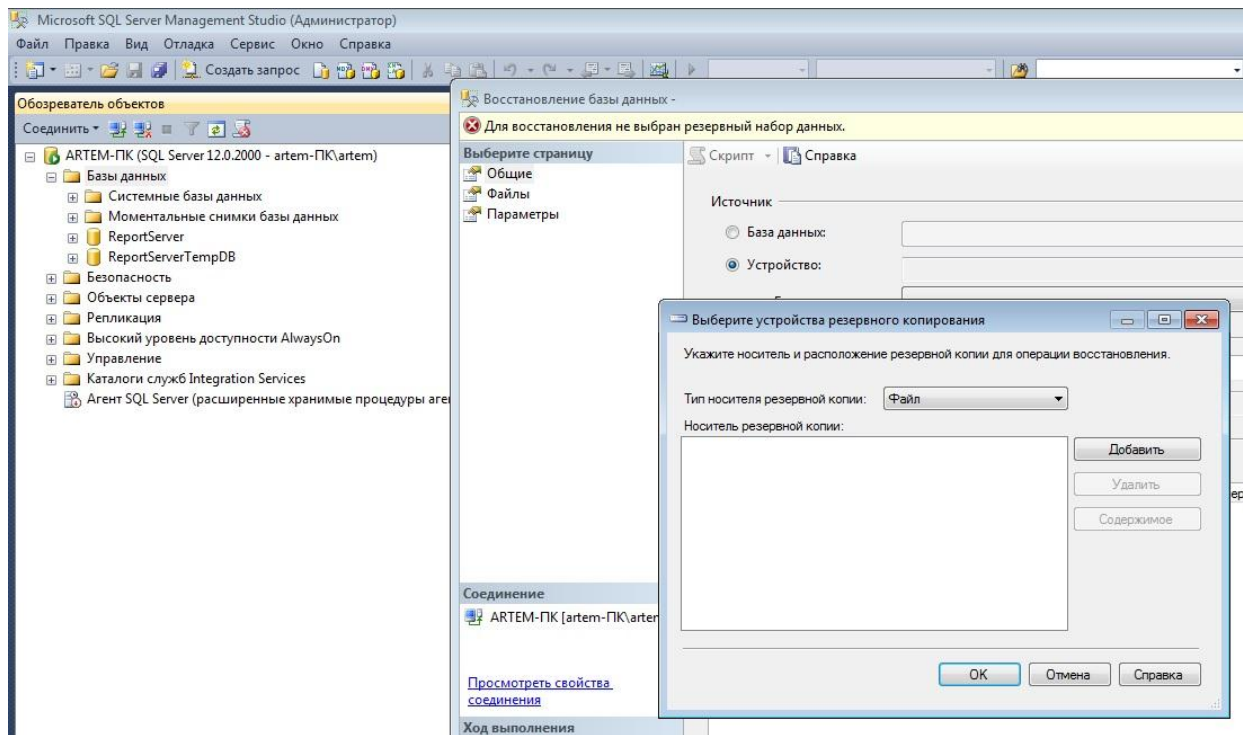 Microsoft SQL Server Management Studio (Администратор)
Файл Правка Вид Отладка Сервис Окно Справка
Создать запрос
Обозреватель объектов
Соединить
ARTEM-ПК (SQL Server 12.0.2000 - artem-ПК\artem)
Базы данных
Системные базы данных
Моментальные снимки базы данных
ReportServer
ReportServerTempDB
Безопасность
Объекты сервера
Репликация
Высокий уровень доступности AlwaysOn
Управление
Каталоги служб Integration Services
Агент SQL Server (расширенные хранимые процедуры
Восстановление базы данных -
Для восстановления не выбран резервный набор данных.
Выберите страницу
Общие
Файлы
Параметры
Скрипт Справка
Источник
База данных:
Устройство:
Выберите устройства резервного копирования
Укажите носитель и расположение резервной копии для операции восстановления.
Тип носителя резервной копии: Файл
Носитель резервной копии:
Добавить
Удалить
Содержимое
OK Отмена Справка
Соединение
ARTEM-ПК [artem-ПК\artem
Просмотреть свойства
соединения
Ход выполнения